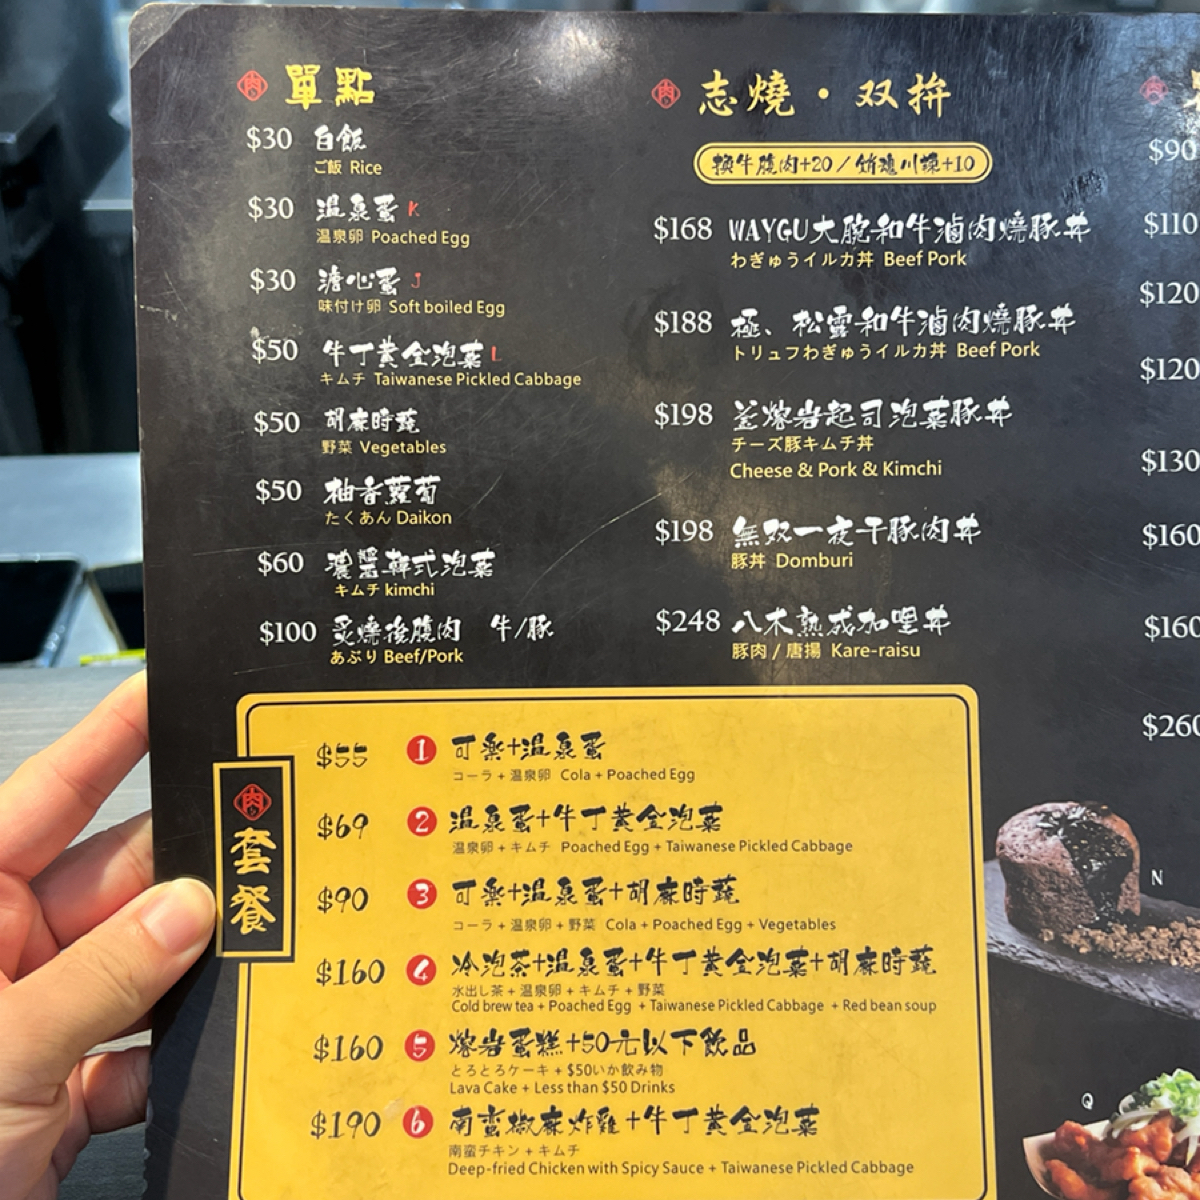 肉 單點
$30 白飯
ご飯 Rice
$30 温泉蛋 K
温泉卵 Poached Egg
$30 溏心蛋 J
味付け卵 Soft boiled Egg
$50 牛丁黃金泡菜 L
キムチ Taiwanese Pickled Cabbage
$50 胡麻時蔬
野菜 Vegetables
$50 柚香蘿蔔
たくあん Daikon
$60 濃醬韓式泡菜
キムチ kimchi
$100 炙燒後腿肉 牛/豚
あぶり Beef/Pork
肉 志燒・双拚
換牛腿肉+20 / 銷魂川辣+10
$168 WAYGU大腕和牛滷肉燒豚丼
わぎゅうイルカ丼 Beef Pork
$188 極、松露和牛滷肉燒豚丼
トリュフわぎゅうイルカ丼 Beef Pork
$198 釜熔岩起司泡菜豚丼
チーズ豚キムチ丼
Cheese & Pork & Kimchi
$198 無双一夜干豚肉丼
豚丼 Domburi
$248 八木熟成加哩丼
豚肉 / 唐揚 Kare-raisu
肉
$90
$110
$120
$120
$130
$160
$160
$260
肉 套餐
$55 1 可樂+温泉蛋
コーラ + 温泉卵 Cola + Poached Egg
$69 2 温泉蛋+牛丁黃金泡菜
温泉卵 + キムチ Poached Egg + Taiwanese Pickled Cabbage
$90 3 可樂+温泉蛋+胡麻時蔬
コーラ + 温泉卵 + 野菜 Cola + Poached Egg + Vegetables
$160 4 冷泡茶+温泉蛋+牛丁黃金泡菜+胡麻時蔬
水出し茶 + 温泉卵 + キムチ + 野菜
Cold brew tea + Poached Egg + Taiwanese Pickled Cabbage + Red bean soup
$160 5 熔岩蛋糕+50元以下飲品
とろとろケーキ + $50いか飲み物
Lava Cake + Less than $50 Drinks
$190 6 南蛮椒麻炸雞+牛丁黃金泡菜
南蛮チキン + キムチ
Deep-fried Chicken with Spicy Sauce + Taiwanese Pickled Cabbage
N
Q